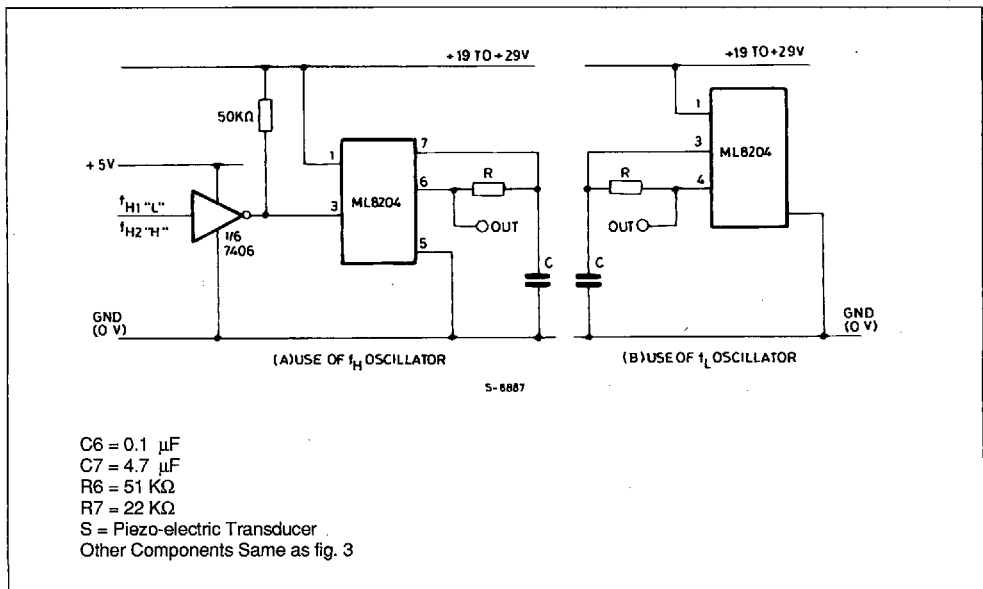 +19 TO +29V
50KΩ
+5V
fH1 "L"
fH2 "H"
1/6
7406
1
3
ML8204
7
6
5
R
OUT
C
GND
(0 V)
(A) USE OF fH OSCILLATOR
+19 TO +29V
1
3
4
ML8204
R
OUT
C
GND
(0 V)
(B) USE OF fL OSCILLATOR
S-6887
C6 = 0.1 µF
C7 = 4.7 µF
R6 = 51 KΩ
R7 = 22 KΩ
S = Piezo-electric Transducer
Other Components Same as fig. 3